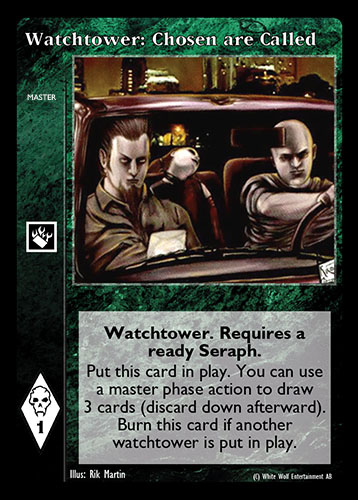 Watchtower: Chosen are Called
MASTER
1
Watchtower. Requires a
ready Seraph.
Put this card in play. You can use
a master phase action to draw
3 cards (discard down afterward).
Burn this card if another
watchtower is put in play.
Illus: Rik Martin
(C) White Wolf Entertainment AB